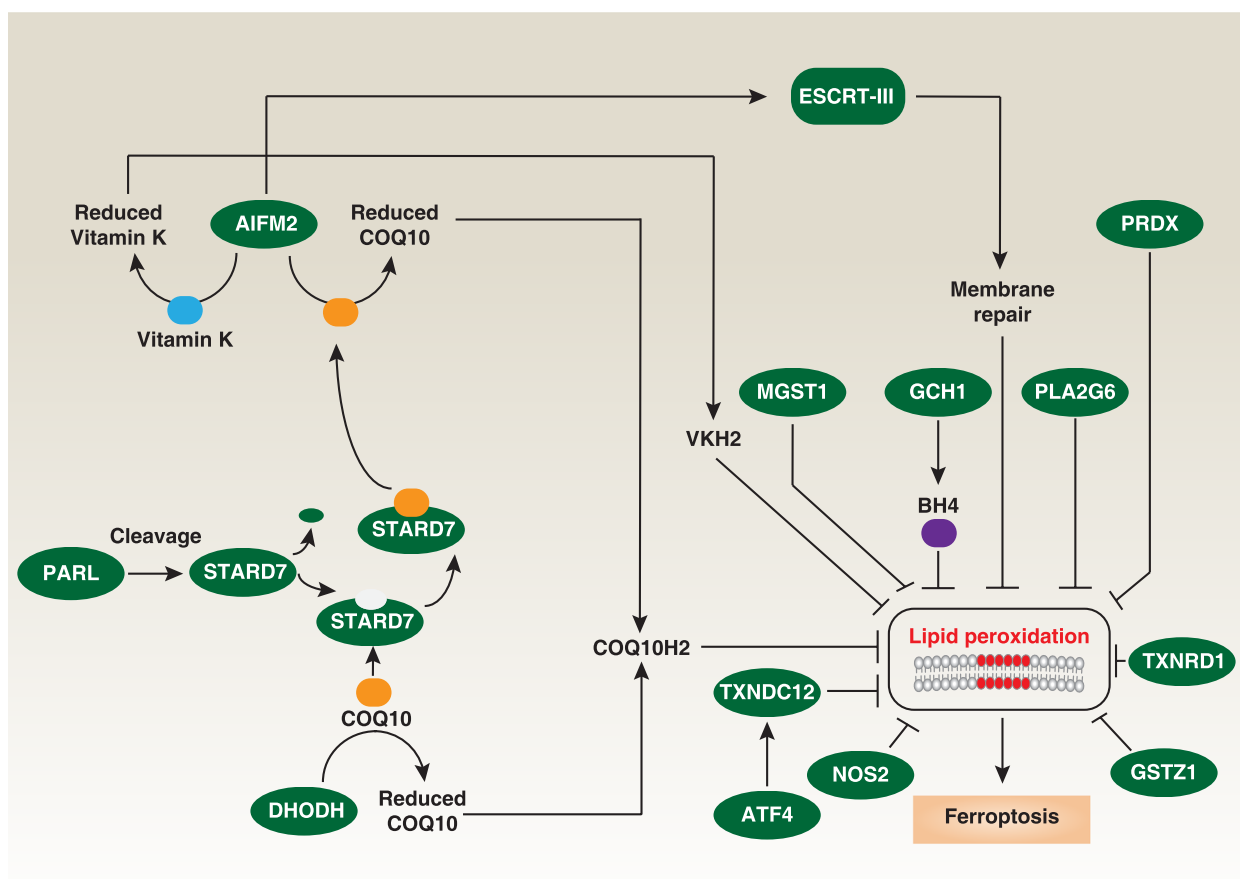 ESCRT-III
Reduced
Vitamin K
AIFM2
Reduced
COQ10
PRDX
Membrane
repair
Vitamin K
MGST1
GCH1
PLA2G6
VKH2
BH4
STARD7
Cleavage
PARL
STARD7
STARD7
COQ10H2
Lipid peroxidation
TXNRD1
TXNDC12
COQ10
NOS2
GSTZ1
DHODH
Reduced
COQ10
ATF4
Ferroptosis